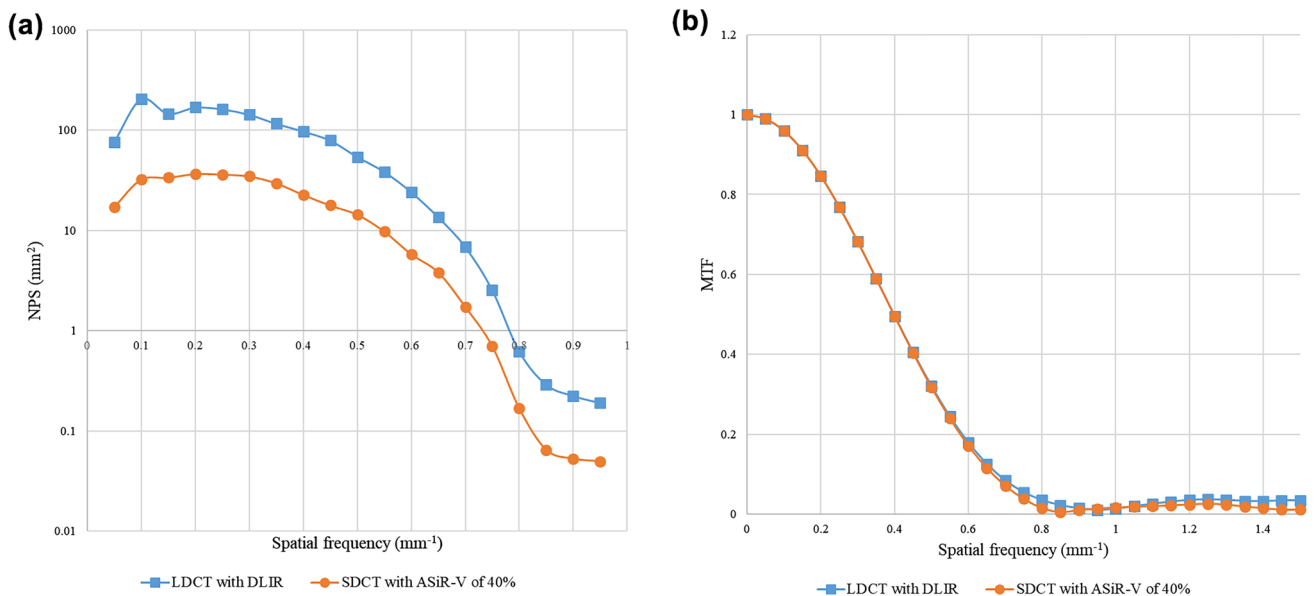 (a)
1000
100
10
1
0.1
0.01
NPS (mm²)
0 0.1 0.2 0.3 0.4 0.5 0.6 0.7 0.8 0.9 1
Spatial frequency (mm⁻¹)
LDCT with DLIR SDCT with ASiR-V of 40%
(b)
1.2
1
0.8
0.6
0.4
0.2
0
MTF
0 0.2 0.4 0.6 0.8 1 1.2 1.4
Spatial frequency (mm⁻¹)
LDCT with DLIR SDCT with ASiR-V of 40%